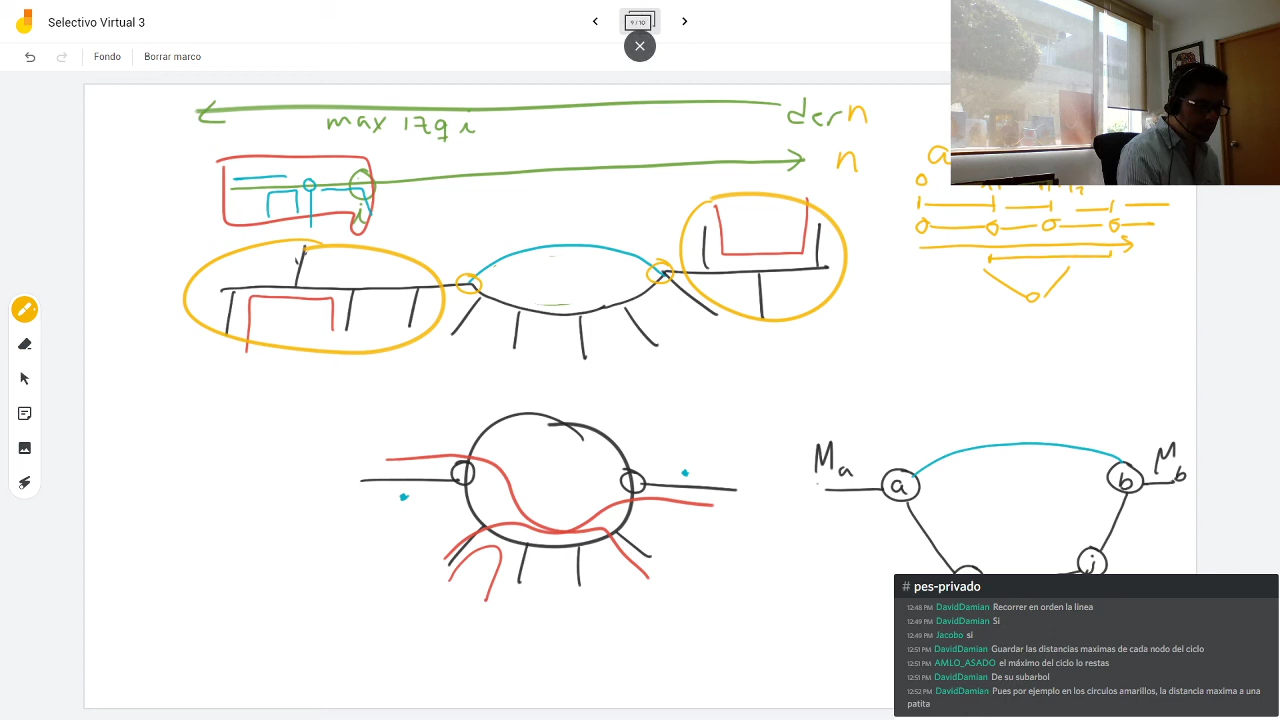 Selectivo Virtual 3
9 / 10
Fondo
Borrar marco
max izq i
der n
n
a
i
Ma
a
b
Mb
j
# pes-privado
12:48 PM DavidDamian Recorrer en orden la linea
12:49 PM DavidDamian Si
12:49 PM Jacobo si
12:51 PM DavidDamian Guardar las distancias maximas de cada nodo del ciclo
12:51 PM AMLO_ASADO el máximo del ciclo lo restas
12:51 PM DavidDamian De su subarbol
12:52 PM DavidDamian Pues por ejemplo en los circulos amarillos, la distancia maxima a una
patita